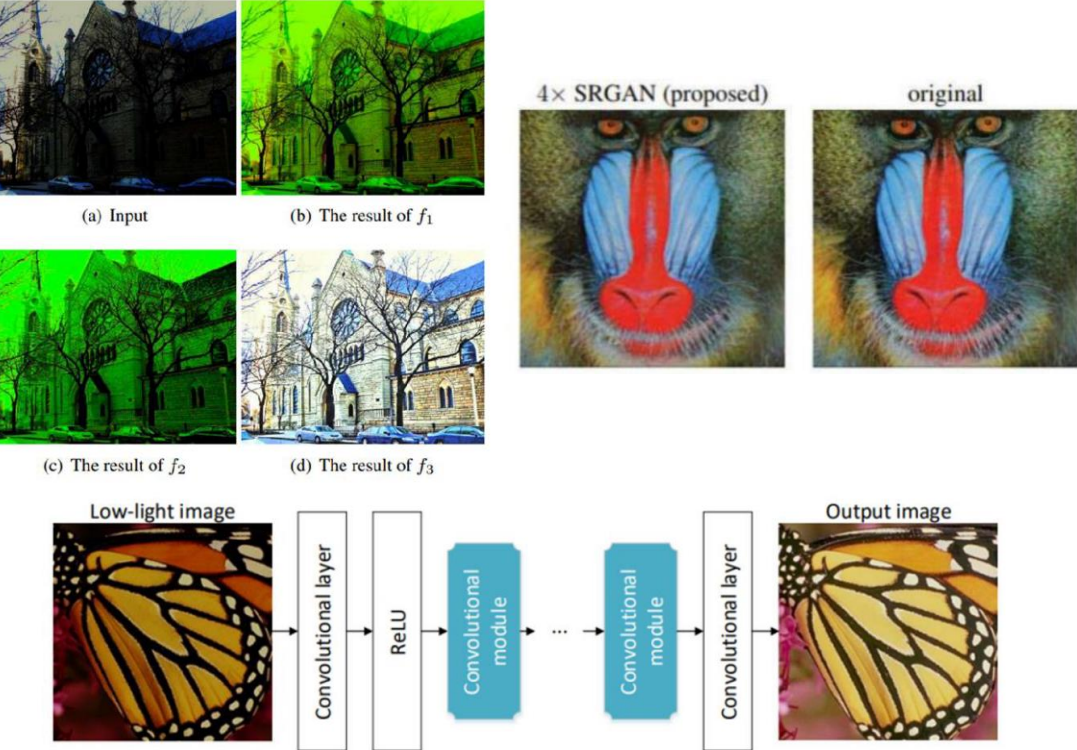 (a) Input
(b) The result of f₁
(c) The result of f₂
(d) The result of f₃
4× SRGAN (proposed)
original
Low-light image
Convolutional layer
ReLU
Convolutional module
...
Convolutional module
Convolutional layer
Output image